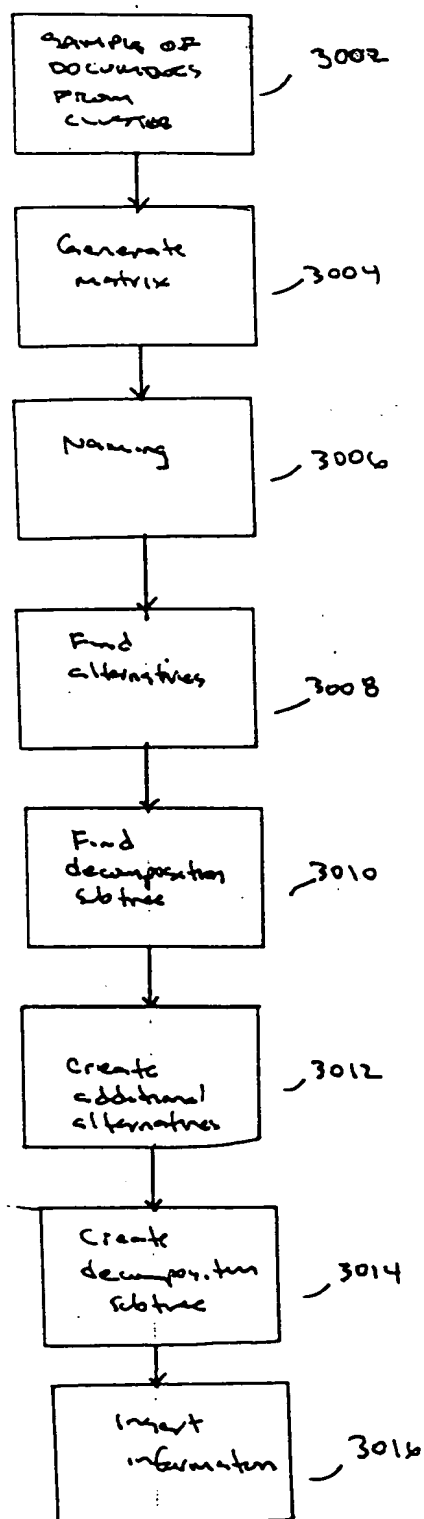 SAMPLE OF
DOCUMENTS
FROM
CLUSTER
3002
Generate
matrix
3004
Naming
3006
Find
alternatives
3008
Find
decomposition
subtree
3010
Create
additional
alternatives
3012
Create
decomposition
subtree
3014
Insert
information
3016